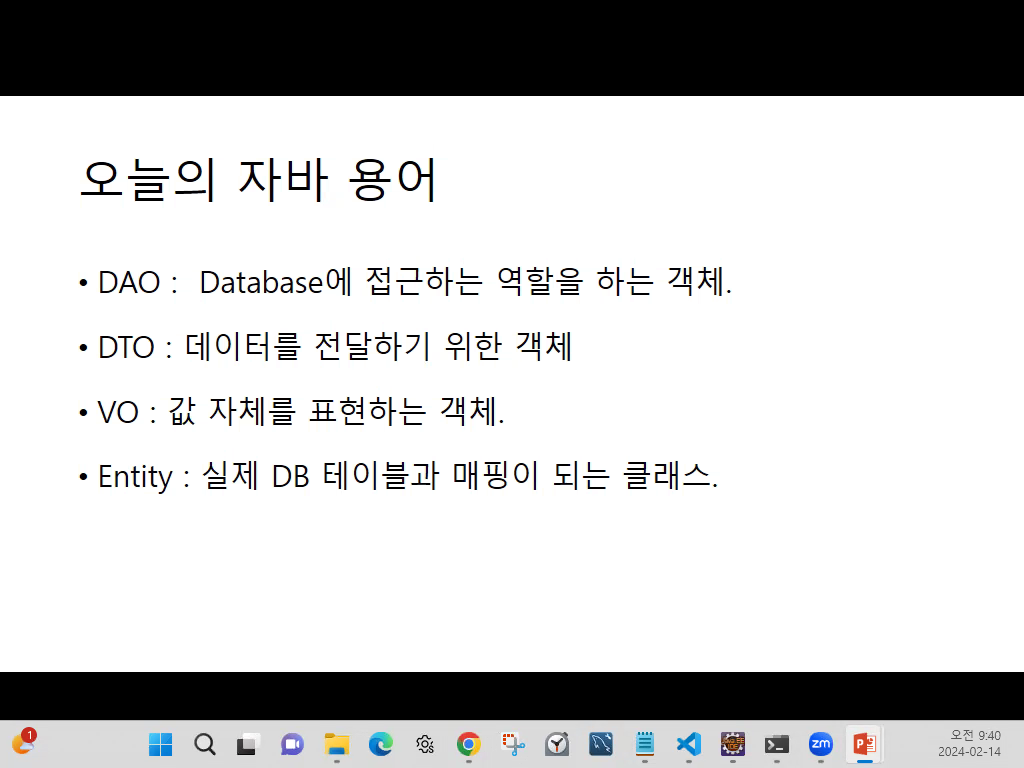 오늘의 자바 용어
• DAO :  Database에 접근하는 역할을 하는 객체.
• DTO : 데이터를 전달하기 위한 객체
• VO : 값 자체를 표현하는 객체.
• Entity : 실제 DB 테이블과 매핑이 되는 클래스.
1
zm
오전 9:40
2024-02-14